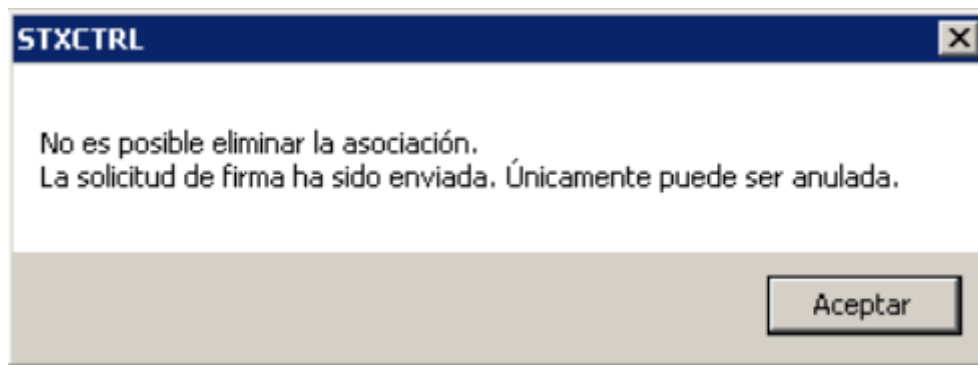 STXCTRL
No es posible eliminar la asociación.
La solicitud de firma ha sido enviada. Únicamente puede ser anulada.
Aceptar